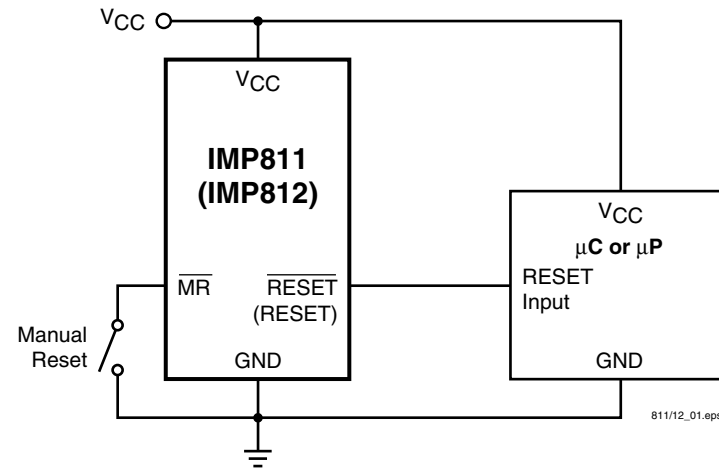 VCC
VCC
IMP811
(IMP812)
MR
RESET
(RESET)
GND
Manual
Reset
VCC
μC or μP
RESET
Input
GND
811/12_01.eps